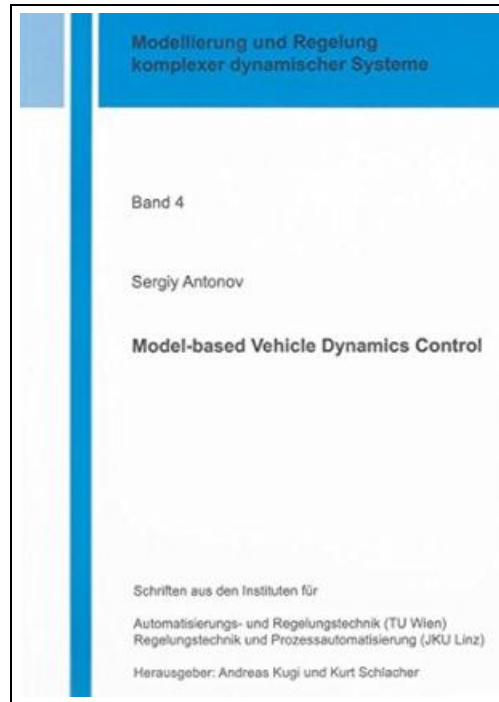 Modellierung und Regelung
komplexer dynamischer Systeme
Band 4
Sergiy Antonov
Model-based Vehicle Dynamics Control
Schriften aus den Instituten für
Automatisierungs- und Regelungstechnik (TU Wien)
Regelungstechnik und Prozessautomatisierung (JKU Linz)
Herausgeber: Andreas Kugi und Kurt Schlacher